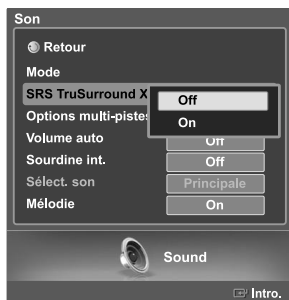 Son
Retour
Mode
SRS TruSurround X
Off
On
Options multi-pistes
Volume auto Off
Sourdine int. Off
Sélect. son Principale
Mélodie On
Sound
Intro.